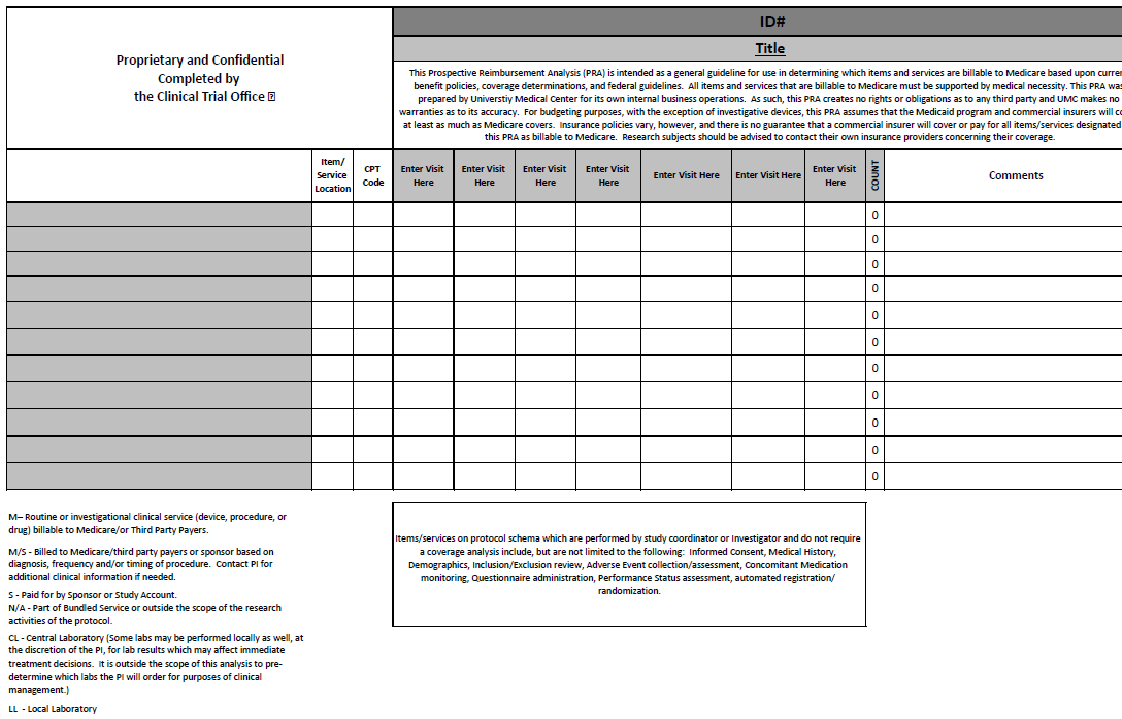 Proprietary and Confidential
Completed by
the Clinical Trial Office
ID#
Title
This Prospective Reimbursement Analysis (PRA) is intended as a general guideline for use in determining which items and services are billable to Medicare based upon curren
benefit policies, coverage determinations, and federal guidelines. All items and services that are billable to Medicare must be supported by medical necessity. This PRA was
prepared by Universtiy Medical Center for its own internal business operations. As such, this PRA creates no rights or obligations as to any third party and UMC makes no
warranties as to its accuracy. For budgeting purposes, with the exception of investigative devices, this PRA assumes that the Medicaid program and commercial insurers will co
at least as much as Medicare covers. Insurance policies vary, however, and there is no guarantee that a commercial insurer will cover or pay for all items/services designated
this PRA as billable to Medicare. Research subjects should be advised to contact their own insurance providers concerning their coverage.
Item/
Service
Location
CPT
Code
Enter Visit
Here
Enter Visit
Here
Enter Visit
Here
Enter Visit
Here
Enter Visit Here
Enter Visit Here
Enter Visit
Here
COUNT
Comments
0
0
0
0
0
0
0
0
0
0
0
M– Routine or investigational clinical service (device, procedure, or
drug) billable to Medicare/or Third Party Payers.
M/S - Billed to Medicare/third party payers or sponsor based on
diagnosis, frequency and/or timing of procedure. Contact PI for
additional clinical information if needed.
S – Paid for by Sponsor or Study Account.
N/A - Part of Bundled Service or outside the scope of the research
activities of the protocol.
CL - Central Laboratory (Some labs may be performed locally as well, at
the discretion of the PI, for lab results which may affect immediate
treatment decisions. It is outside the scope of this analysis to pre-
determine which labs the PI will order for purposes of clinical
management.)
LL - Local Laboratory
Items/services on protocol schema which are performed by study coordinator or Investigator and do not require
a coverage analysis include, but are not limited to the following: Informed Consent, Medical History,
Demographics, Inclusion/Exclusion review, Adverse Event collection/assessment, Concomitant Medication
monitoring, Questionnaire administration, Performance Status assessment, automated registration/
randomization.